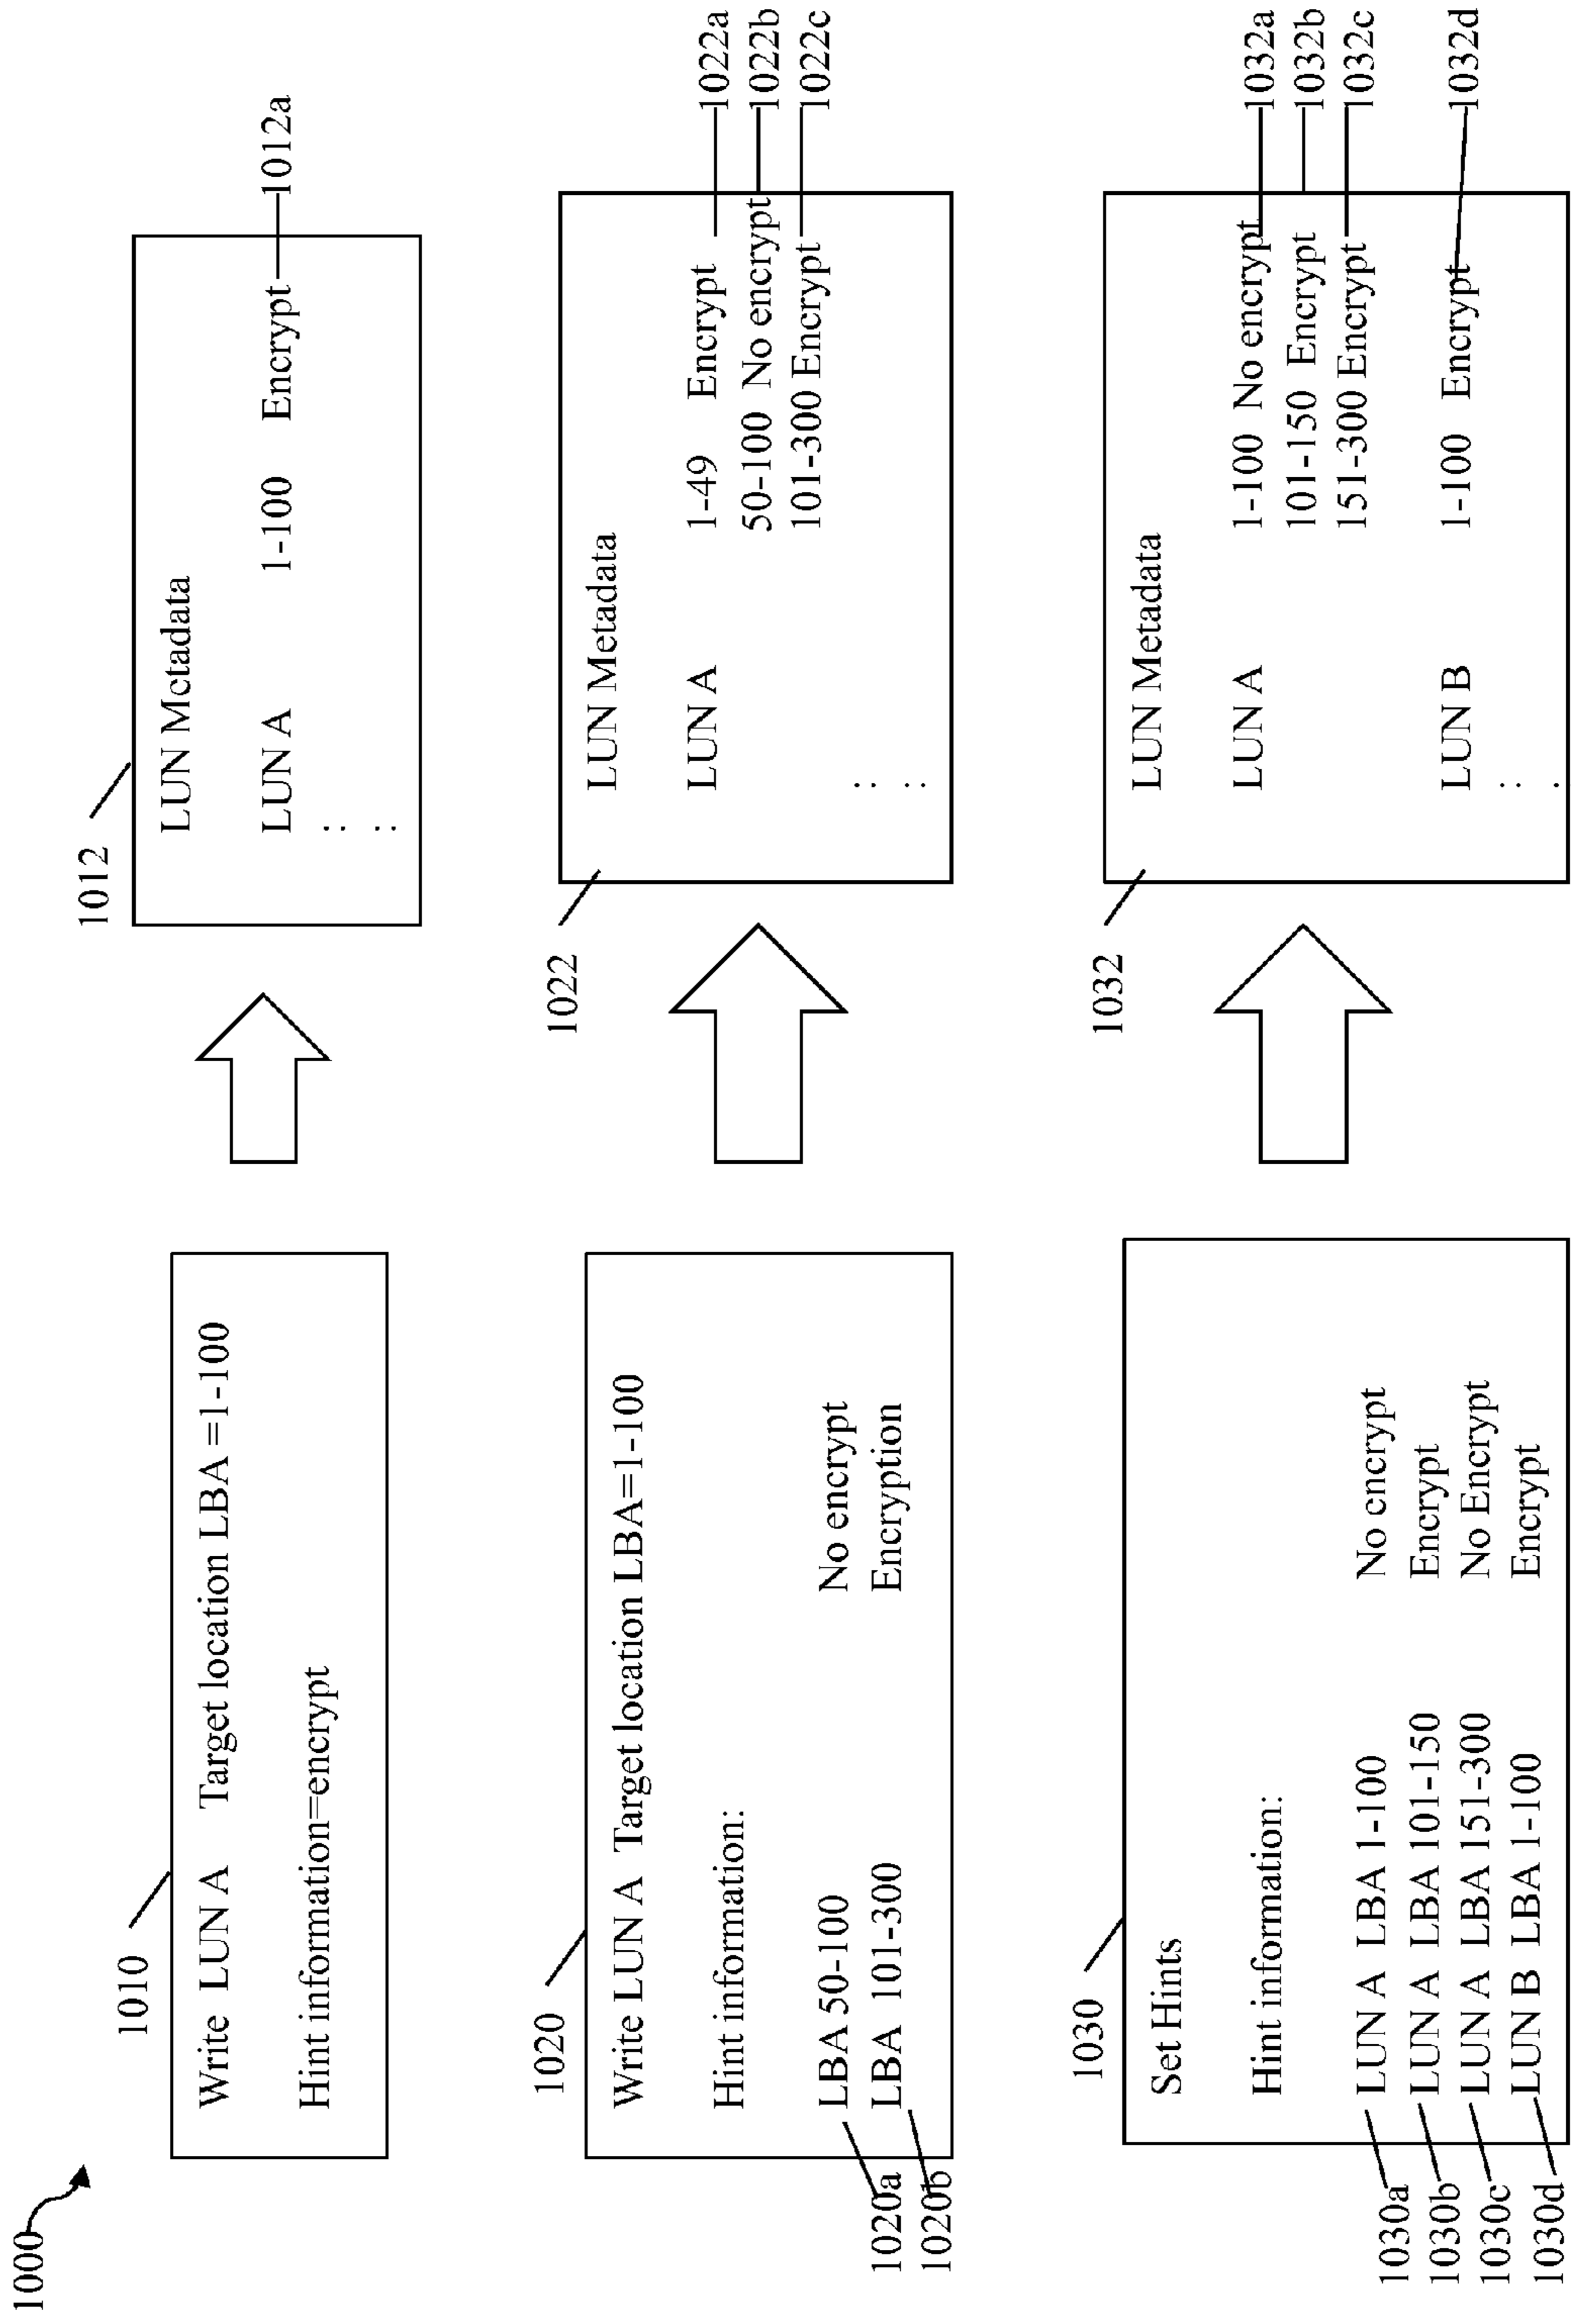 1000
1010
Write LUN A Target location LBA =1-100
Hint information=encrypt
1012
LUN Metadata
LUN A 1-100 Encrypt
: :
1012a
1020
Write LUN A Target location LBA=1-100
Hint information:
LBA 50-100 No encrypt
LBA 101-300 Encryption
1020a
1020b
1022
LUN Metadata
LUN A 1-49 Encrypt
50-100 No encrypt
101-300 Encrypt
: :
1022a
1022b
1022c
1030
Set Hints
Hint information:
LUN A LBA 1-100 No encrypt
LUN A LBA 101-150 Encrypt
LUN A LBA 151-300 No Encrypt
LUN B LBA 1-100 Encrypt
1030a
1030b
1030c
1030d
1032
LUN Metadata
LUN A 1-100 No encrypt
101-150 Encrypt
151-300 Encrypt
LUN B 1-100 Encrypt
: .
1032a
1032b
1032c
1032d